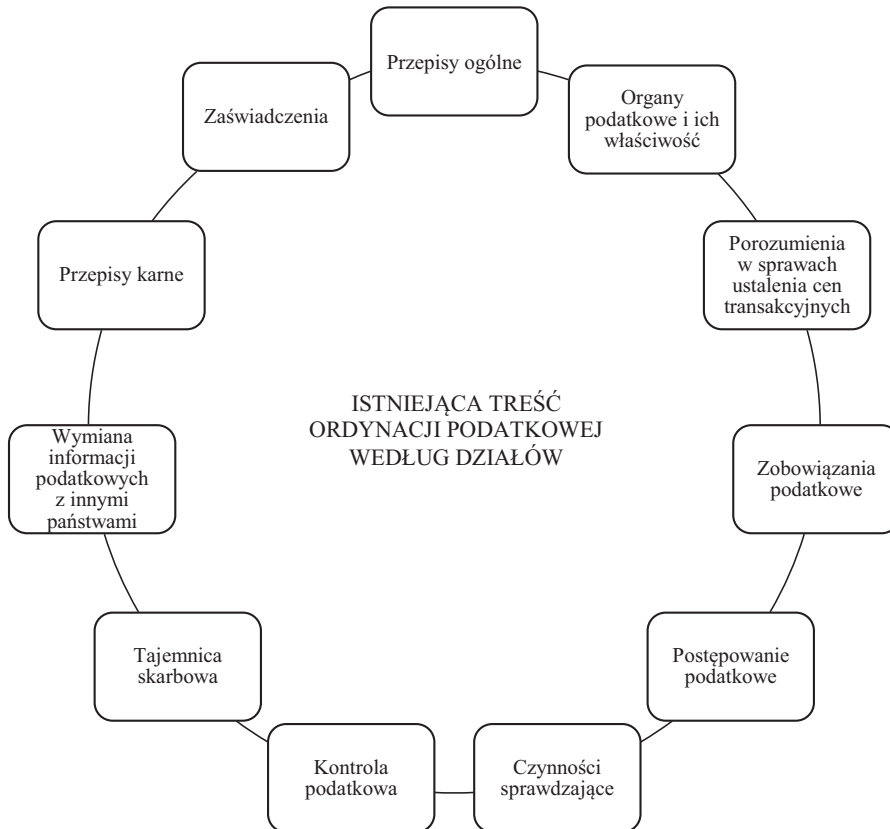 Przepisy ogólne
Organy
podatkowe i ich
właściwość
Porozumienia
w sprawach
ustalenia cen
transakcyjnych
Zobowiązania
podatkowe
Postępowanie
podatkowe
Czynności
sprawdzające
Kontrola
podatkowa
Tajemnica
skarbowa
Wymiana
informacji
podatkowych
z innymi
państwami
Przepisy karne
Zaświadczenia
ISTNIEJĄCA TREŚĆ
ORDYNACJI PODATKOWEJ
WEDŁUG DZIAŁÓW